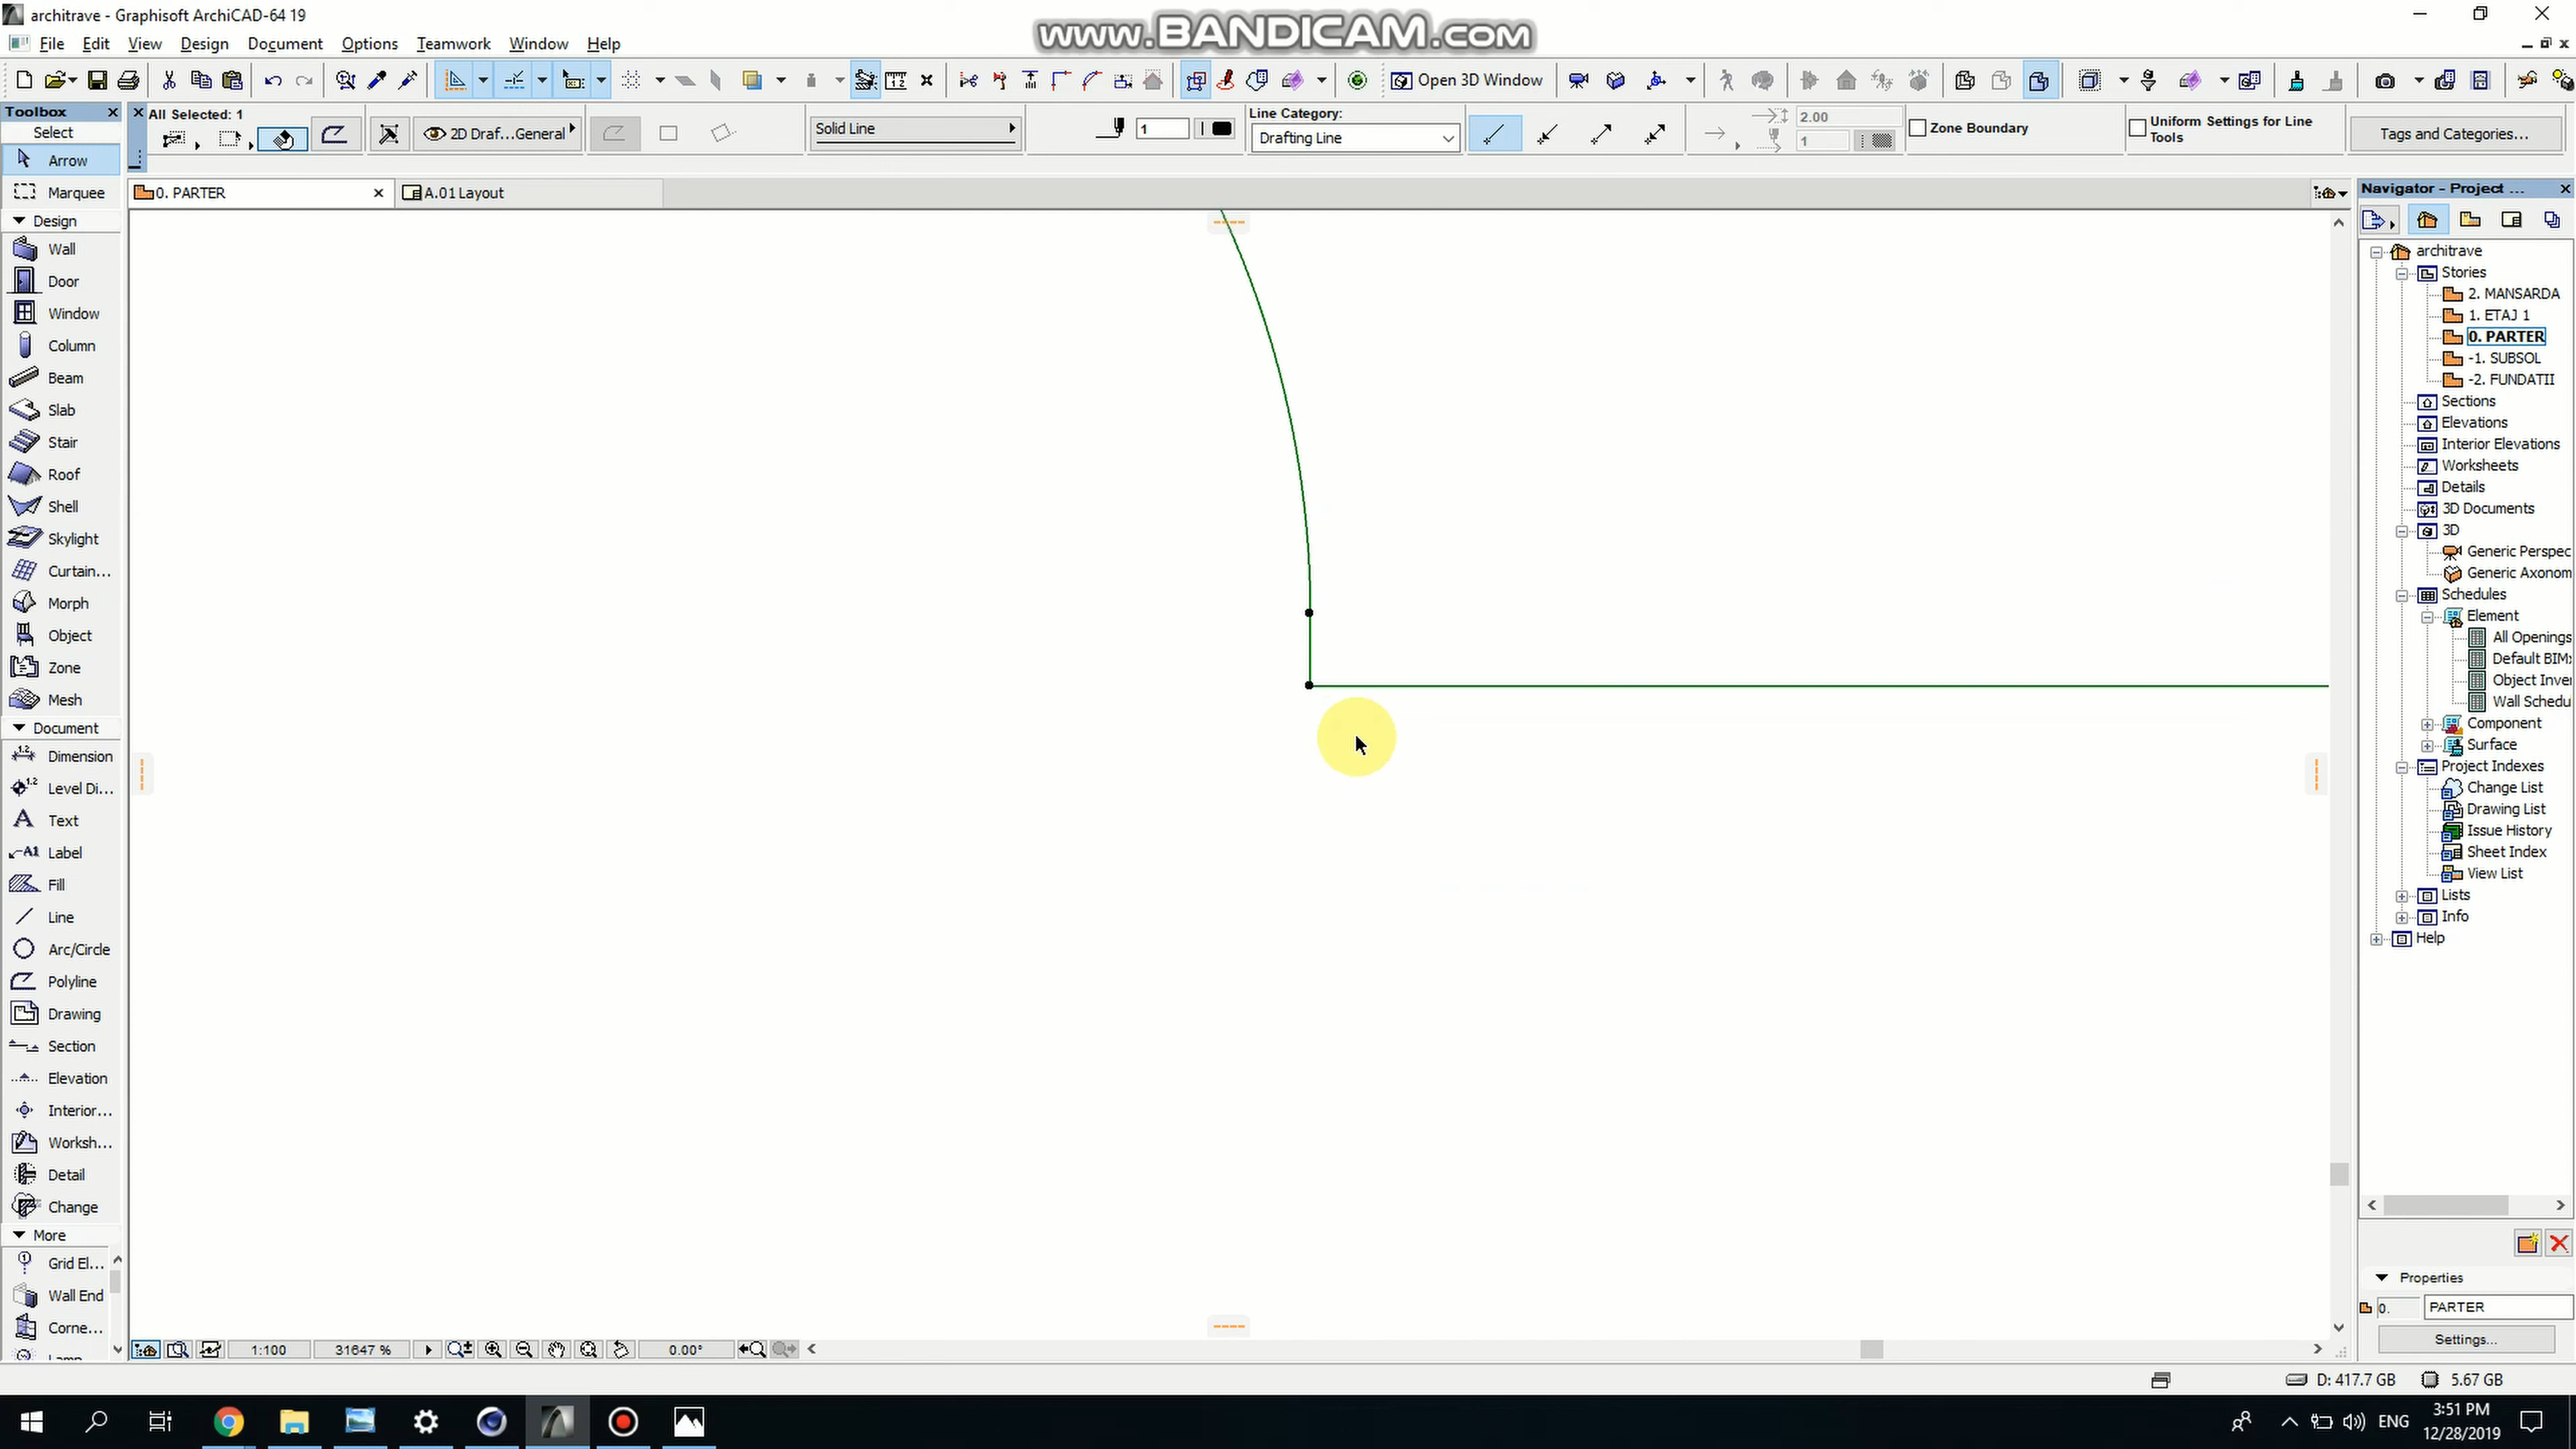 architrave - Graphisoft ArchiCAD-64 19
www.BANDICAM.com
File Edit View Design Document Options Teamwork Window Help
Open 3D Window
Toolbox
All Selected: 1
Select
Arrow
Marquee
2D Draf...General
Solid Line
1
Line Category:
Drafting Line
2.00
1
Zone Boundary
Uniform Settings for Line Tools
Tags and Categories...
0. PARTER
A.01 Layout
Navigator - Project ...
Design
Wall
Door
Window
Column
Beam
Slab
Stair
Roof
Shell
Skylight
Curtain...
Morph
Object
Zone
Mesh
Document
Dimension
Level Di...
Text
Label
Fill
Line
Arc/Circle
Polyline
Drawing
Section
Elevation
Interior...
Worksh...
Detail
Change
More
Grid El...
Wall End
Corne...
architrave
Stories
2. MANSARDA
1. ETAJ 1
0. PARTER
-1. SUBSOL
-2. FUNDATII
Sections
Elevations
Interior Elevations
Worksheets
Details
3D Documents
3D
Generic Perspec
Generic Axonom
Schedules
Element
All Openings
Default BIM
Object Inve
Wall Schedu
Component
Surface
Project Indexes
Change List
Drawing List
Issue History
Sheet Index
View List
Lists
Info
Help
Properties
0.
PARTER
Settings...
1:100
31647 %
0.00°
D: 417.7 GB
5.67 GB
ENG
3:51 PM
12/28/2019